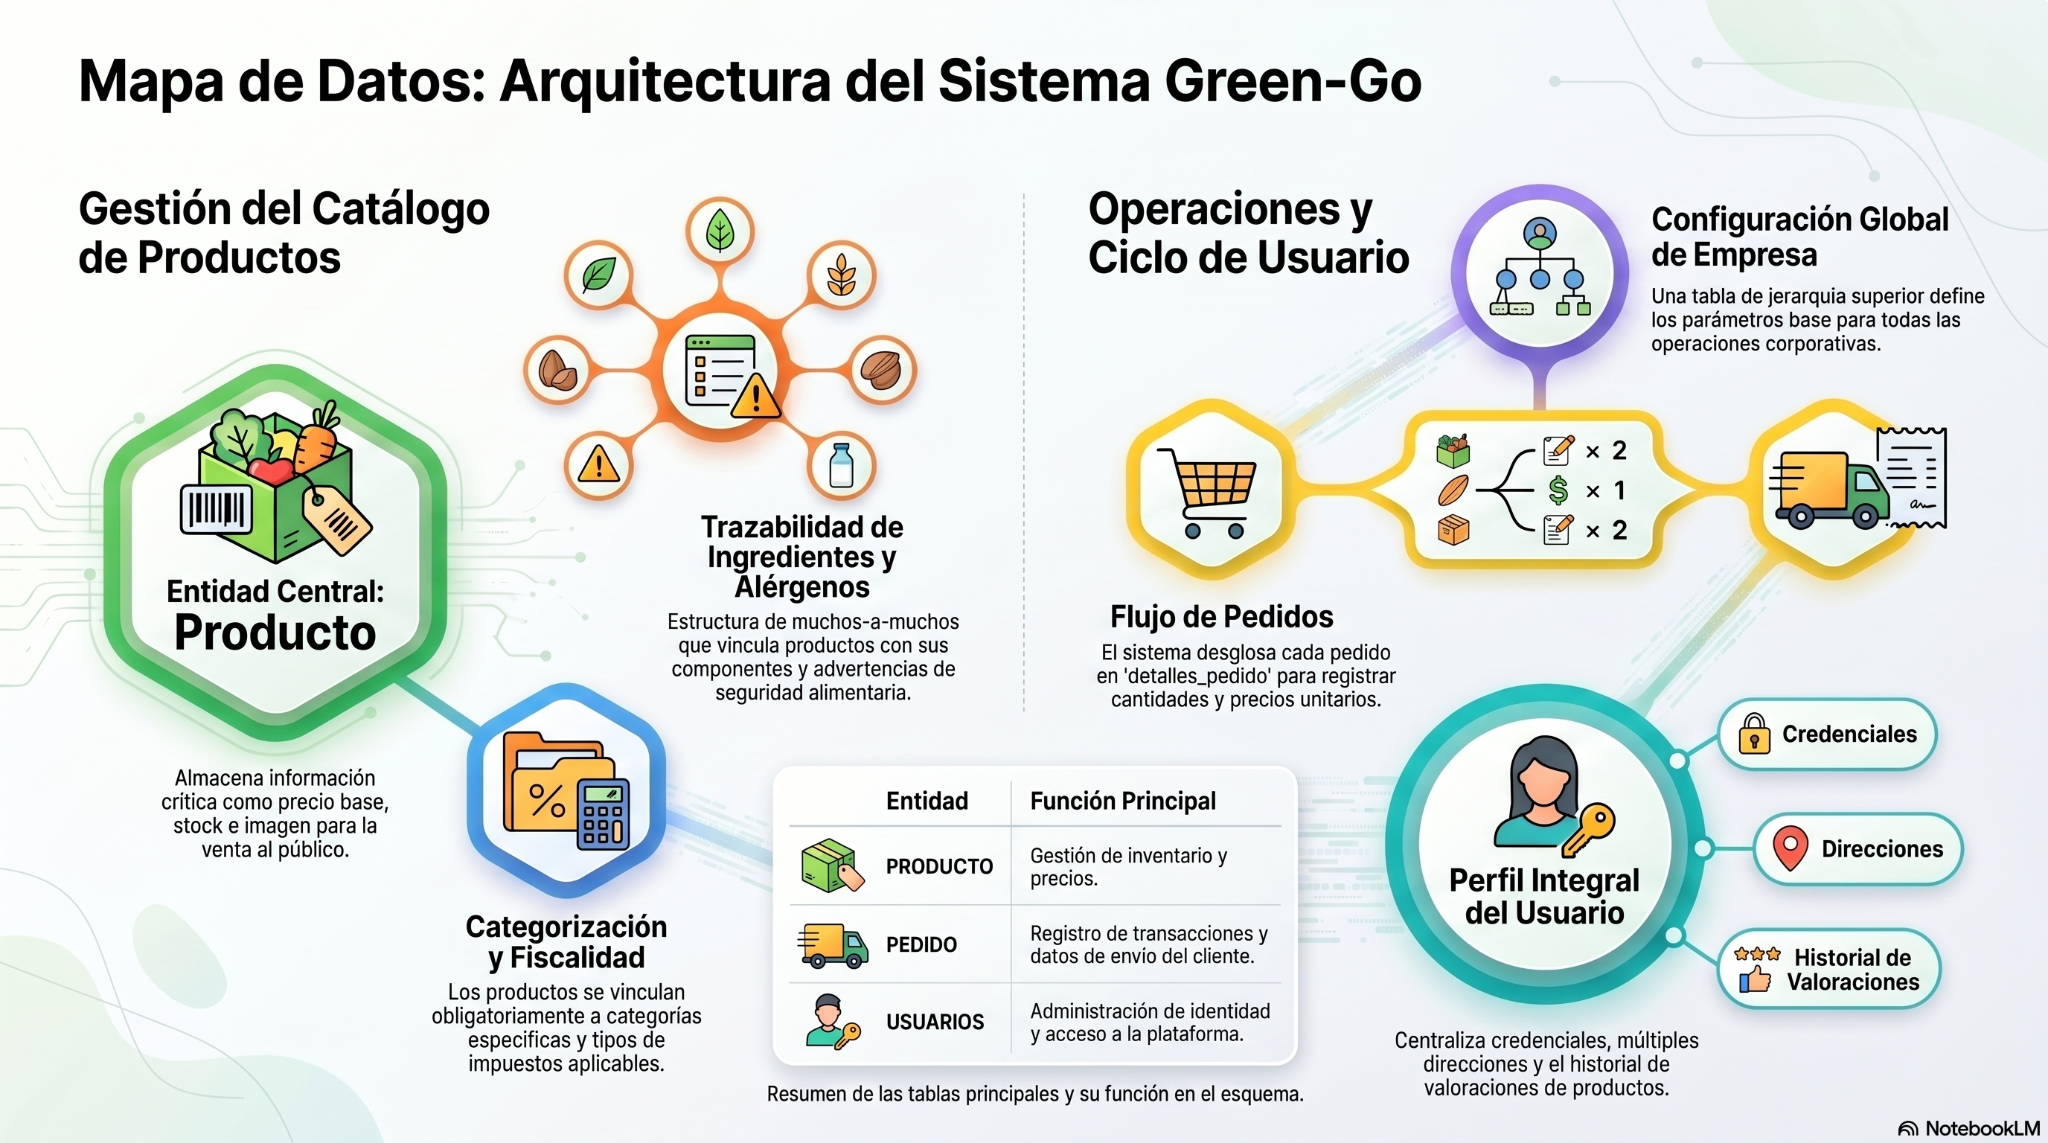 Mapa de Datos: Arquitectura del Sistema Green-Go
Gestión del Catálogo
de Productos
Entidad Central:
Producto
Almacena información
crítica como precio base,
stock e imagen para la
venta al público.
Trazabilidad de
Ingredientes y
Alérgenos
Estructura de muchos-a-muchos
que vincula productos con sus
componentes y advertencias de
seguridad alimentaria.
Categorización
y Fiscalidad
Los productos se vinculan
obligatoriamente a categorías
especificas y tipos de
impuestos aplicables.
Operaciones y
Ciclo de Usuario
Configuración Global
de Empresa
Una tabla de jerarquia superior define
los parámetros base para todas las
operaciones corporativas.
× 2
$ × 1
× 2
Flujo de Pedidos
El sistema desglosa cada pedido
en 'detalles_pedido' para registrar
cantidades y precios unitarios.
Entidad Función Principal
PRODUCTO Gestión de inventario y
precios.
PEDIDO Registro de transacciones y
datos de envío del cliente.
USUARIOS Administración de identidad
y acceso a la plataforma.
Resumen de las tablas principales y su función en el esquema.
Perfil Integral
del Usuario
Credenciales
Direcciones
Historial de
Valoraciones
Centraliza credenciales, múltiples
direcciones y el historial de
valoraciones de productos.
NotebookLM